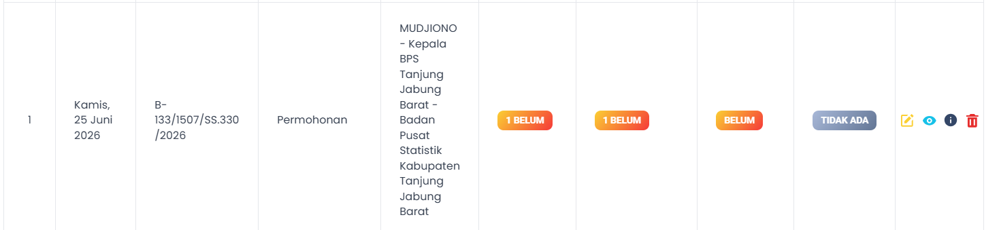 1
Kamis,
25 Juni
2026
B-
133/1507/SS.330
/2026
Permohonan
MUDJIONO
- Kepala
BPS
Tanjung
Jabung
Barat -
Badan
Pusat
Statistik
Kabupaten
Tanjung
Jabung
Barat
1 BELUM
1 BELUM
BELUM
TIDAK ADA